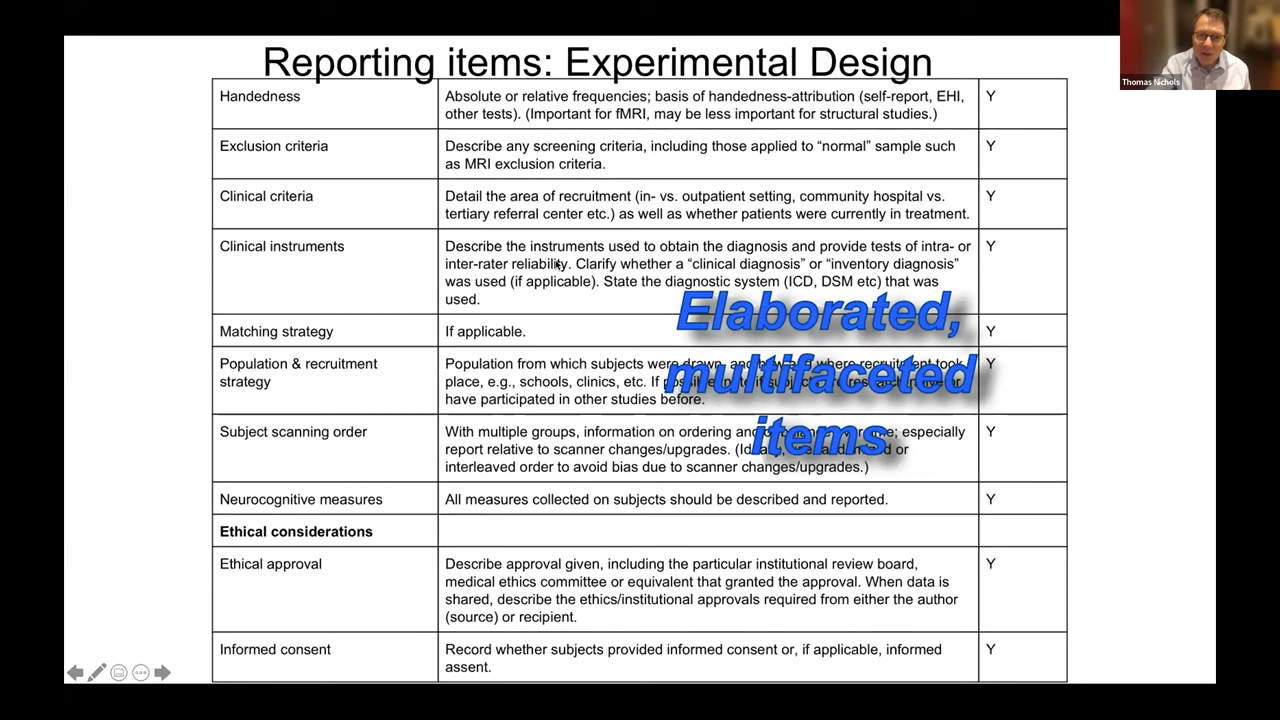 Reporting items: Experimental Design
Thomas Nichols
Handedness
Absolute or relative frequencies; basis of handedness-attribution (self-report, EHI,
other tests). (Important for fMRI, may be less important for structural studies.)
Y
Exclusion criteria
Describe any screening criteria, including those applied to “normal” sample such
as MRI exclusion criteria.
Y
Clinical criteria
Detail the area of recruitment (in- vs. outpatient setting, community hospital vs.
tertiary referral center etc.) as well as whether patients were currently in treatment.
Y
Clinical instruments
Describe the instruments used to obtain the diagnosis and provide tests of intra- or
inter-rater reliability. Clarify whether a “clinical diagnosis” or “inventory diagnosis”
was used (if applicable). State the diagnostic system (ICD, DSM etc) that was
used.
Y
Matching strategy
If applicable.
Y
Population & recruitment
strategy
Population from which subjects were drawn, and how and where recruitment took
place, e.g., schools, clinics, etc. If
have participated in other studies before.
Y
Subject scanning order
With multiple groups, information on ordering and especially
report relative to scanner changes/upgrades. or
interleaved order to avoid bias due to scanner changes/upgrades.)
Y
Elaborated,
multifaceted
items.
Neurocognitive measures
All measures collected on subjects should be described and reported.
Y
Ethical considerations
Ethical approval
Describe approval given, including the particular institutional review board,
medical ethics committee or equivalent that granted the approval. When data is
shared, describe the ethics/institutional approvals required from either the author
(source) or recipient.
Y
Informed consent
Record whether subjects provided informed consent or, if applicable, informed
assent.
Y